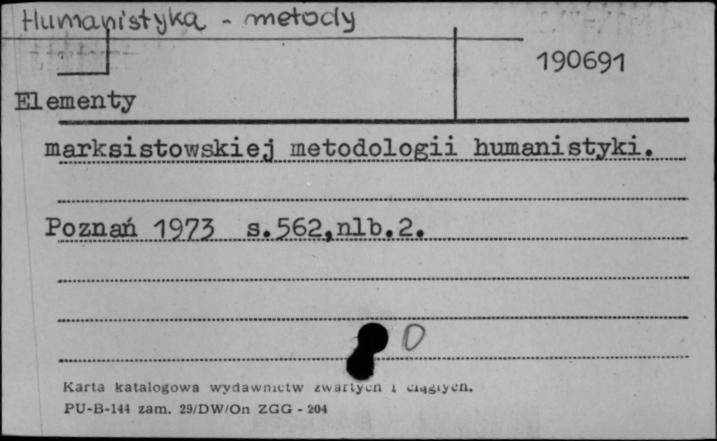 Humanistyka - metody
190691
Elementy
marksistowskiej metodologii humanistyki.
Poznań 1973 s.562,nlb.2.
D
Karta katalogowa wydawnictw zwartych i ciągłych.
PU-B-144 zam. 29/DW/On ZGG - 204